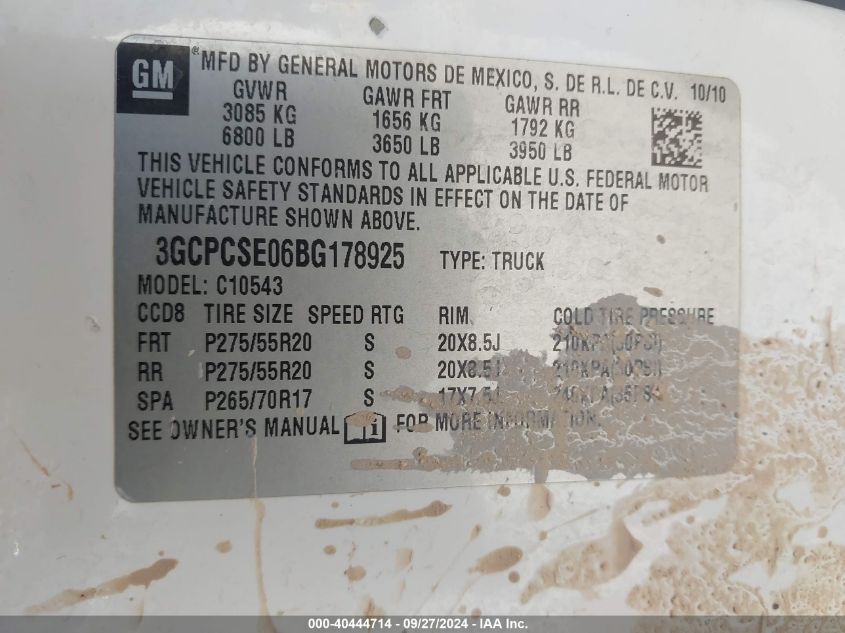 GM
®MFD BY GENERAL MOTORS DE MEXICO, S. DE R.L. DE C.V. 10/10
GVWR GAWR FRT GAWR RR
3085 KG 1656 KG 1792 KG
6800 LB 3650 LB 3950 LB
THIS VEHICLE CONFORMS TO ALL APPLICABLE U.S. FEDERAL MOTOR
VEHICLE SAFETY STANDARDS IN EFFECT ON THE DATE OF
MANUFACTURE SHOWN ABOVE.
3GCPCSE06BG178925 TYPE: TRUCK
MODEL: C10543
CCD8 TIRE SIZE SPEED RTG RIM COLD TIRE PRESSURE
FRT P275/55R20 S 20X8.5J
RR P275/55R20 S 20X8.5J
SPA P265/70R17 S
SEE OWNER'S MANUAL FOR MORE INFORMATION.
000-40444714 - 09/27/2024 - IAA Inc.